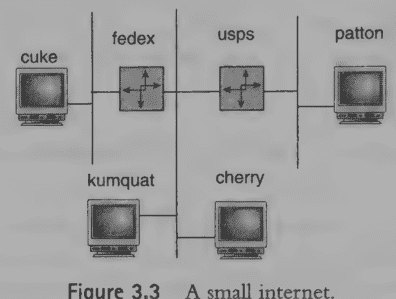 fedex
usps
patton
cuke
kumquat
cherry
Figure 3.3 A small internet.